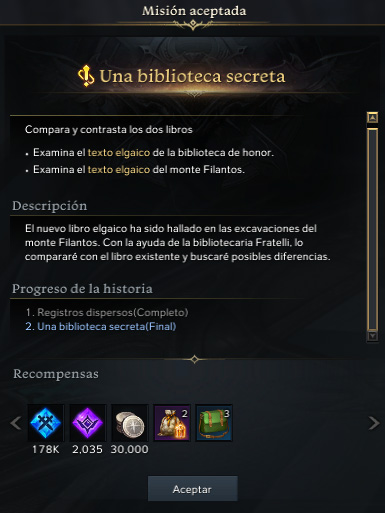 Misión aceptada
Una biblioteca secreta
Compara y contrasta los dos libros
• Examina el texto elgaico de la biblioteca de honor.
• Examina el texto elgaico del monte Filantos.
Descripción
El nuevo libro elgaico ha sido hallado en las excavaciones del
monte Filantos. Con la ayuda de la bibliotecaria Fratelli, lo
compararé con el libro existente y buscaré posibles diferencias.
Progreso de la historia
1. Registros dispersos(Completo)
2. Una biblioteca secreta(Final)
Recompensas
2 3
178K 2,035 30,000
Aceptar